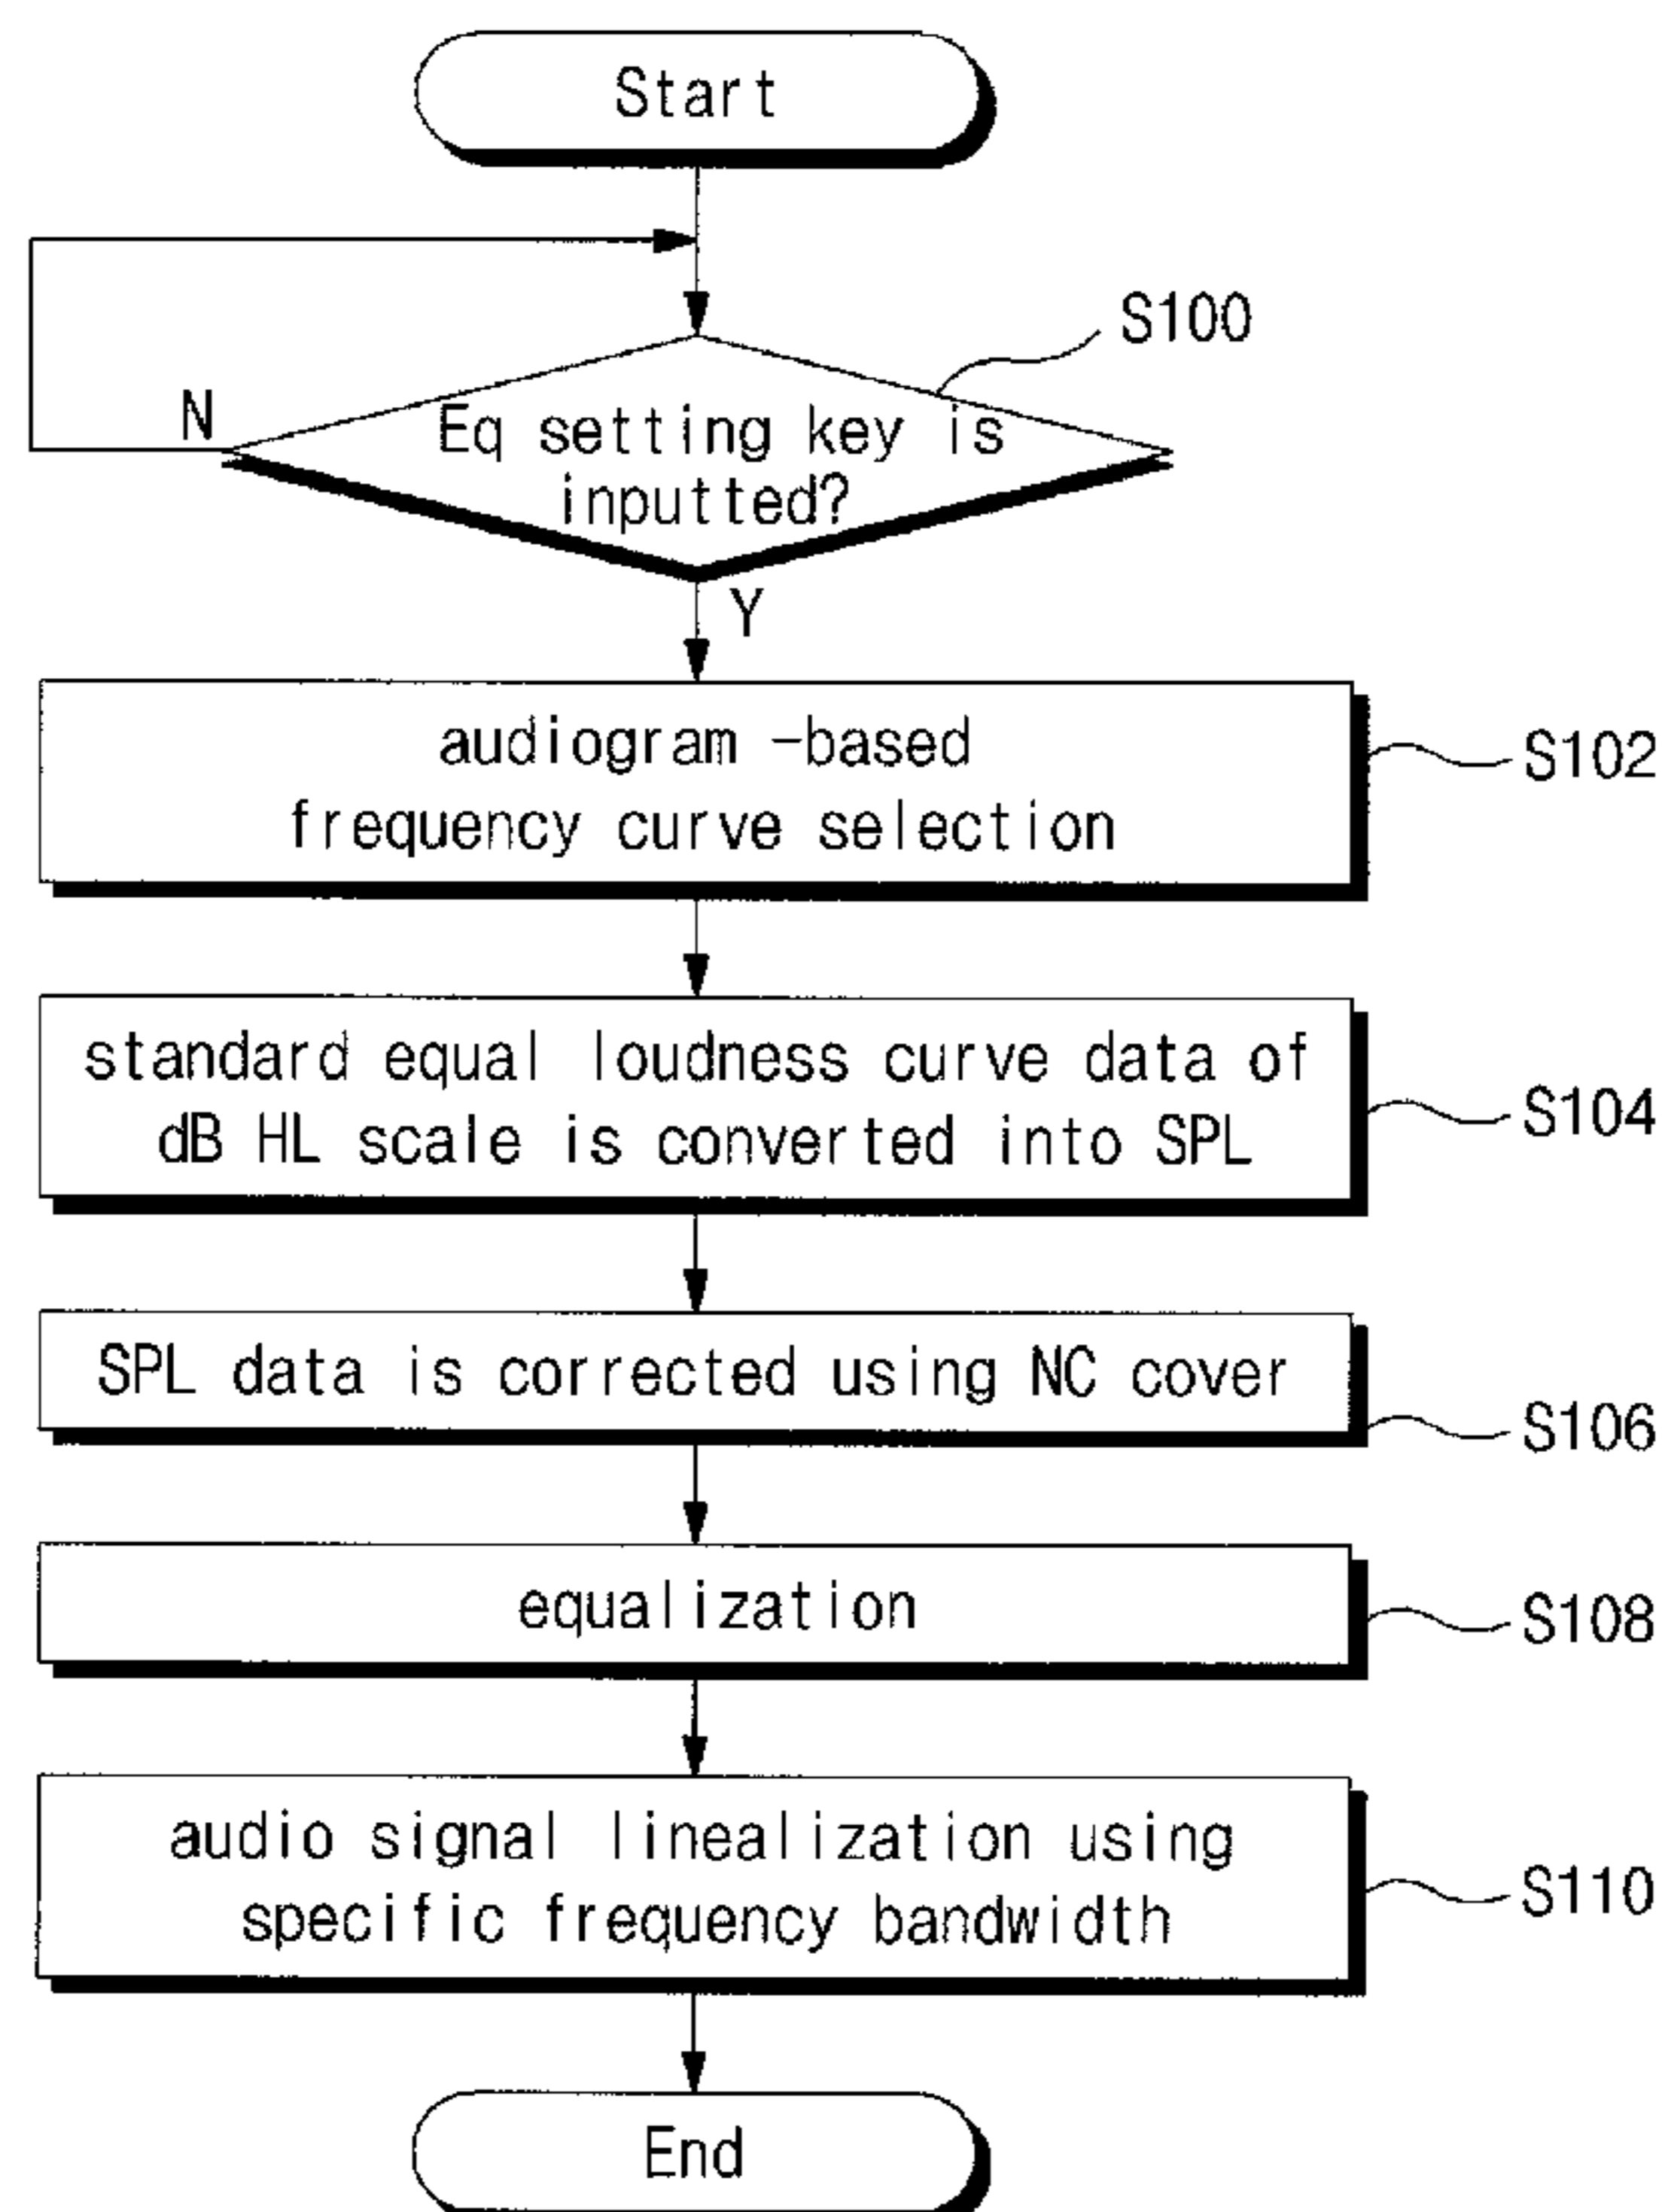 Start
S100
N
Eq setting key is
inputted?
Y
audiogram -based
frequency curve selection
S102
standard equal loudness curve data of
dB HL scale is converted into SPL
S104
SPL data is corrected using NC cover
S106
equalization
S108
audio signal linealization using
specific frequency bandwidth
S110
End